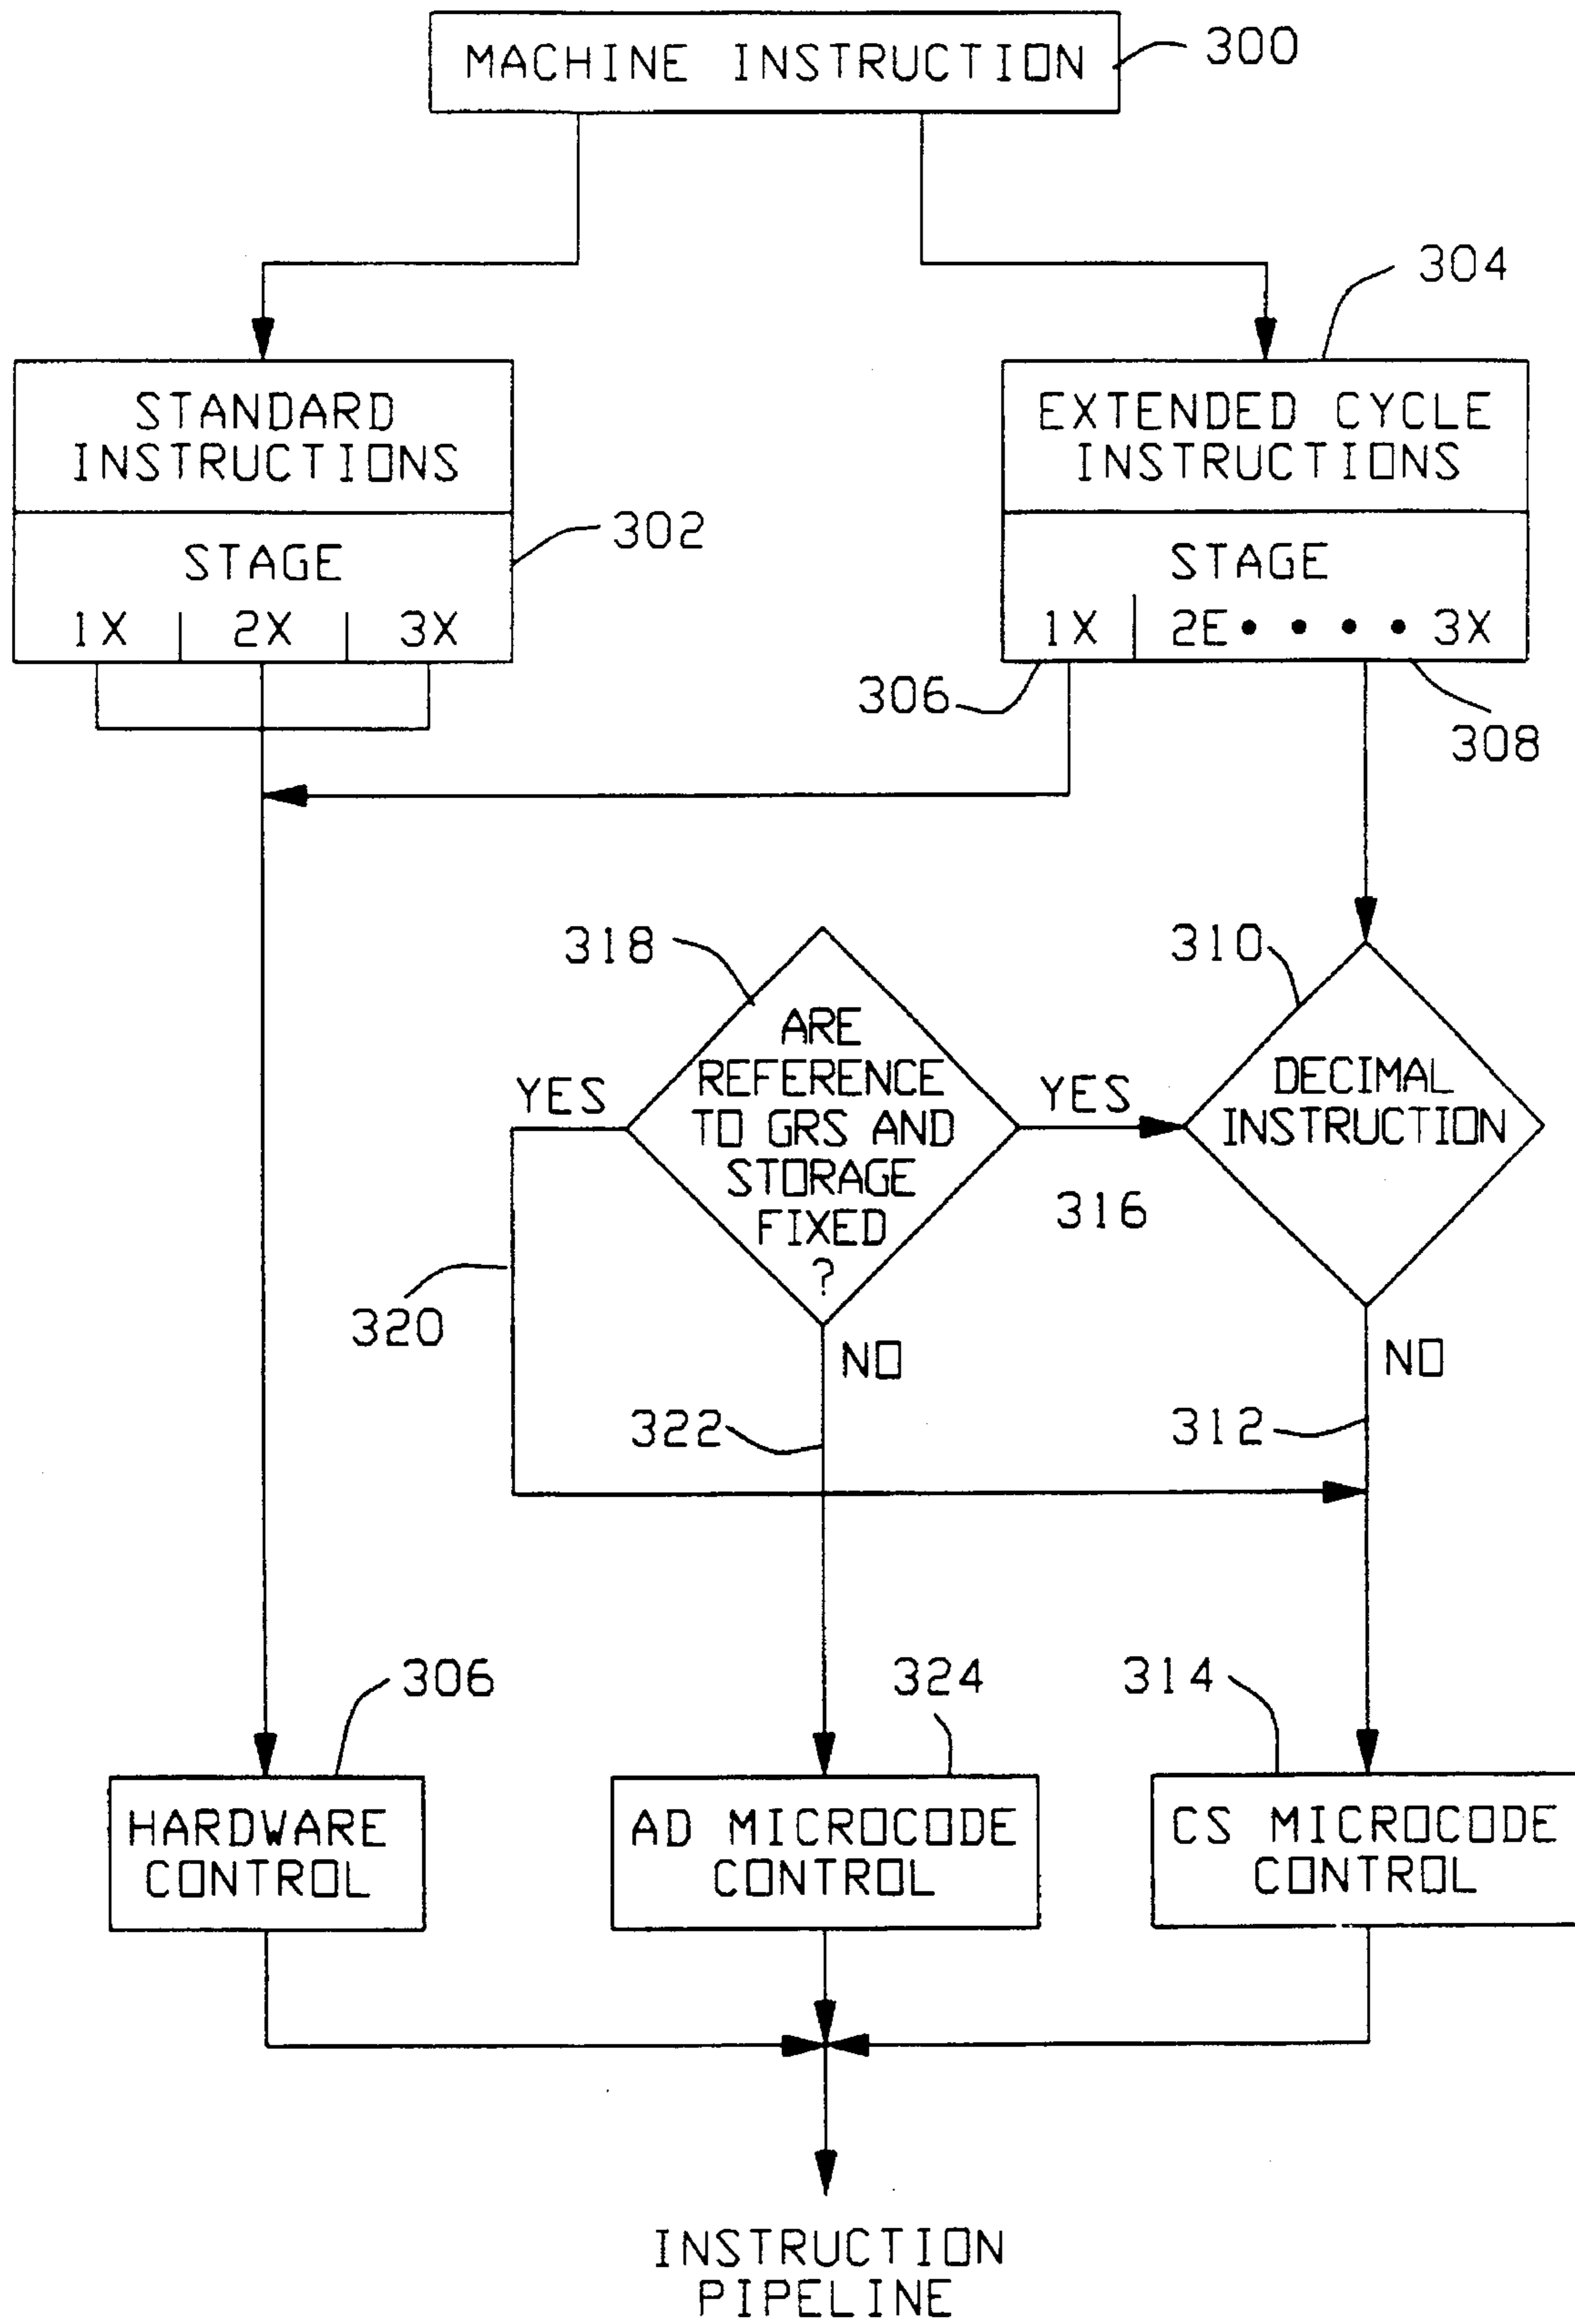 MACHINE INSTRUCTION
300
304
STANDARD
INSTRUCTIONS
EXTENDED CYCLE
INSTRUCTIONS
302
STAGE
1X | 2X | 3X
STAGE
1X | 2E • • • • 3X
306
308
318
310
ARE
REFERENCE
TO GRS AND
STORAGE
FIXED
?
YES
YES
DECIMAL
INSTRUCTION
316
320
NO
NO
322
312
306
324
314
HARDWARE
CONTROL
AD MICROCODE
CONTROL
CS MICROCODE
CONTROL
INSTRUCTION
PIPELINE